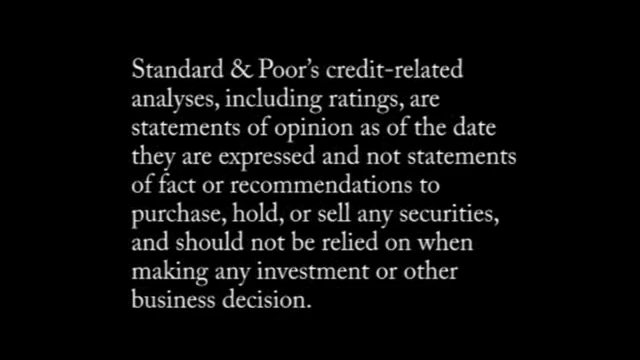 Standard & Poor's credit-related
analyses, including ratings, are
statements of opinion as of the date
they are expressed and not statements
of fact or recommendations to
purchase, hold, or sell any securities,
and should not be relied on when
making any investment or other
business decision.